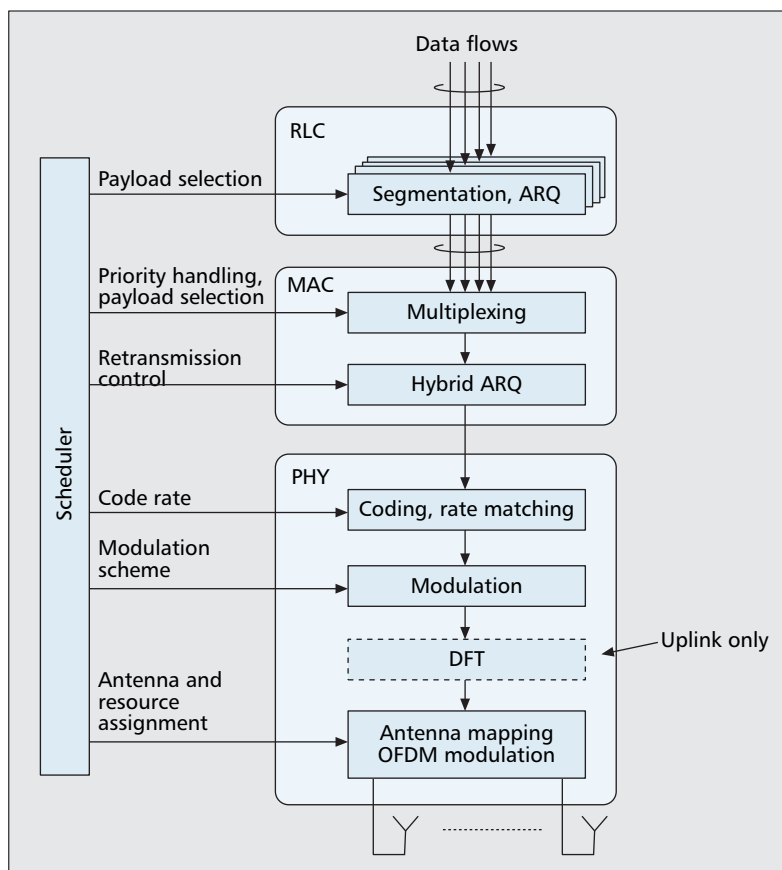 Data flows
RLC
Payload selection
Segmentation, ARQ
Priority handling,
payload selection
MAC
Multiplexing
Retransmission
control
Hybrid ARQ
Scheduler
PHY
Code rate
Coding, rate matching
Modulation
scheme
Modulation
Uplink only
DFT
Antenna and
resource
assignment
Antenna mapping
OFDM modulation